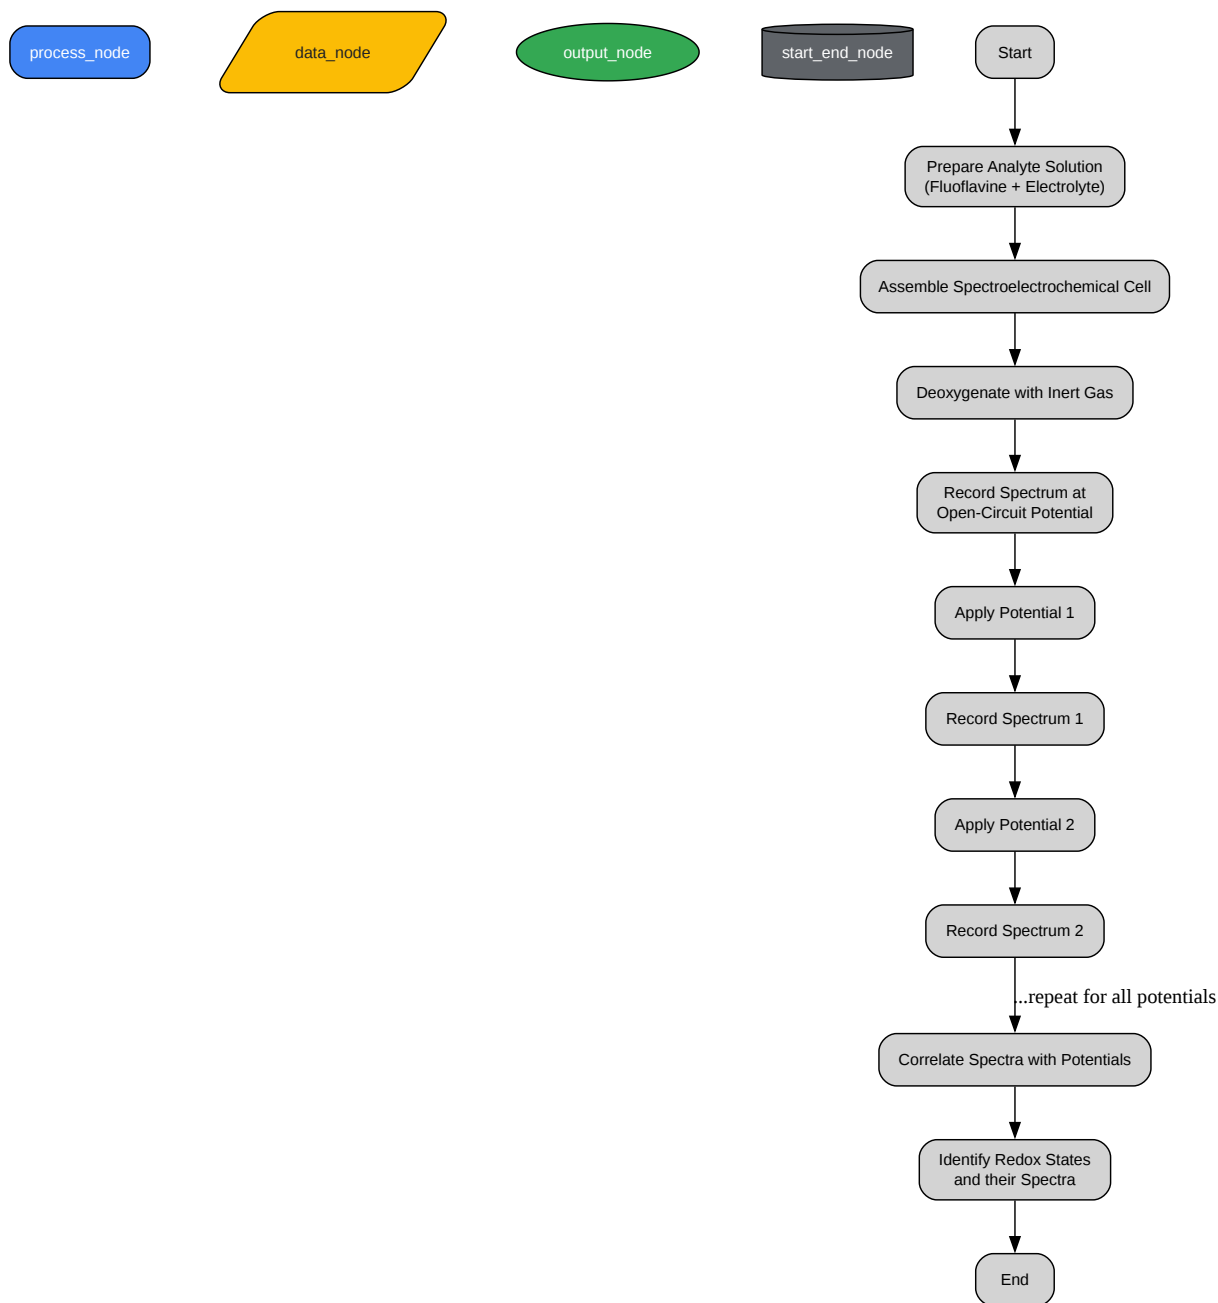 process_node
data_node
output_node
start_end_node
Start
Prepare Analyte Solution
(Fluoflavine + Electrolyte)
Assemble Spectroelectrochemical Cell
Deoxygenate with Inert Gas
Record Spectrum at
Open-Circuit Potential
Apply Potential 1
Record Spectrum 1
Apply Potential 2
Record Spectrum 2
...repeat for all potentials
Correlate Spectra with Potentials
Identify Redox States
and their Spectra
End